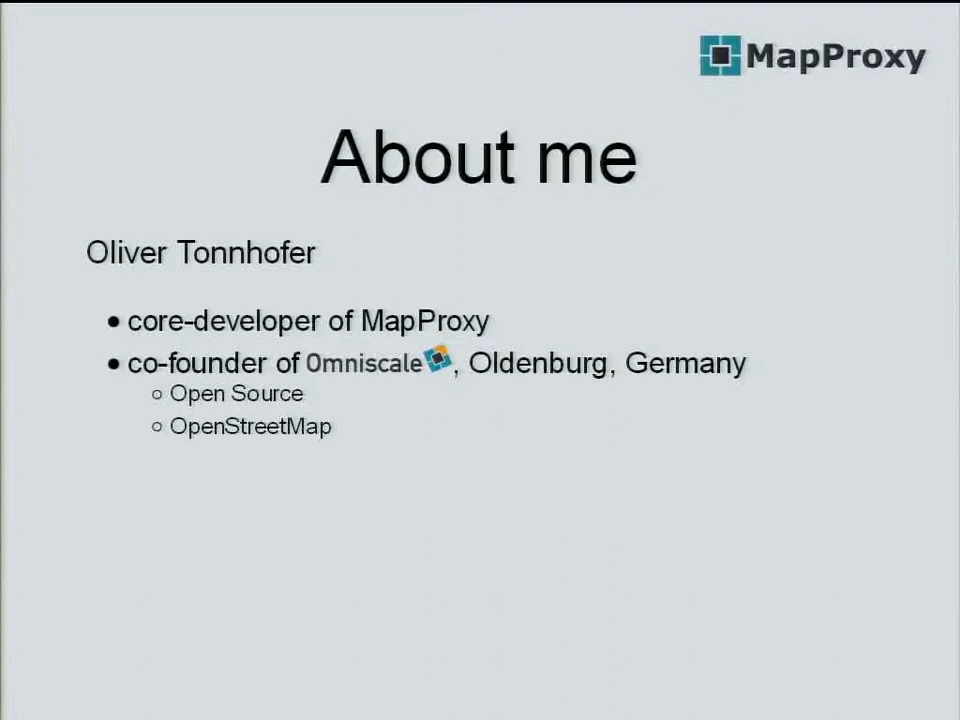 MapProxy
About me
Oliver Tonnhofer
• core-developer of MapProxy
• co-founder of Omniscale, Oldenburg, Germany
○ Open Source
○ OpenStreetMap